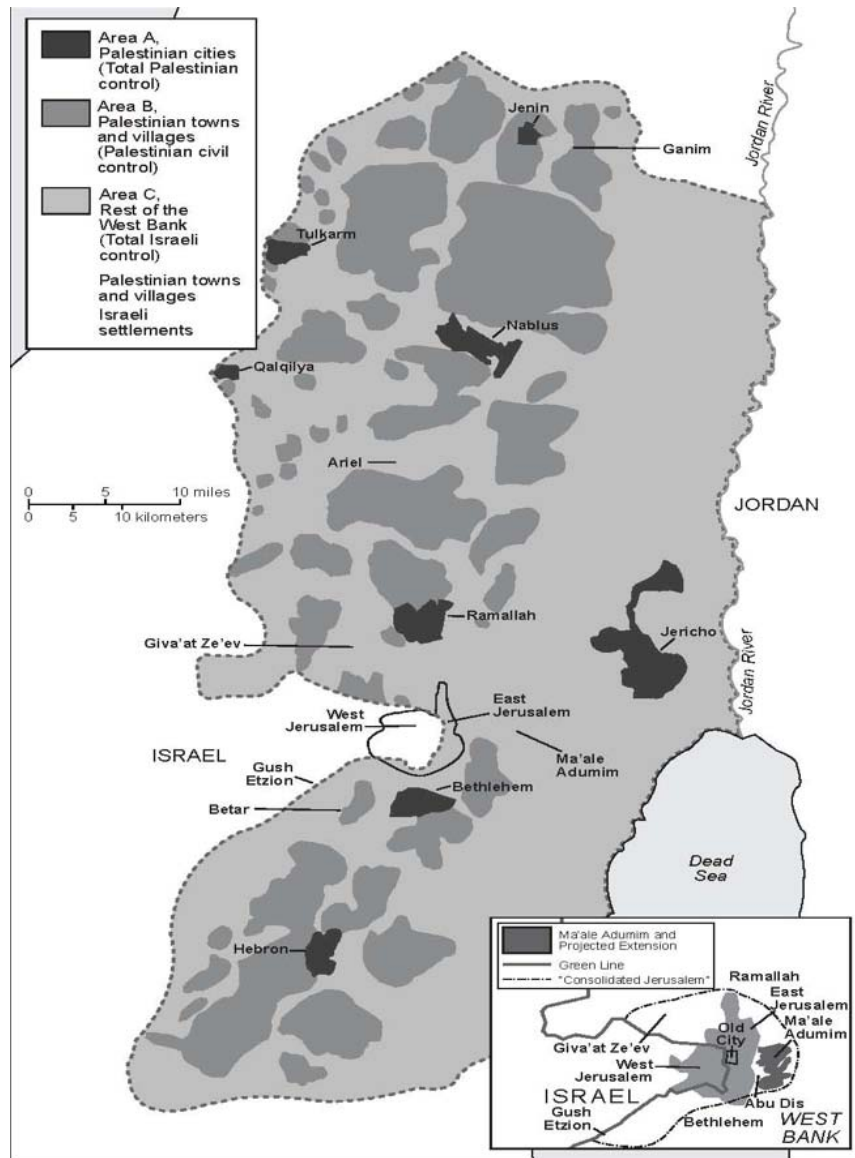 Area A,
Palestinian cities
(Total Palestinian
control)
Area B,
Palestinian towns
and villages
(Palestinian civil
control)
Area C,
Rest of the
West Bank
(Total Israeli
control)
Palestinian towns
and villages
Israeli
settlements
Jordan River
Jenin
Ganim
Tulkarm
Nablus
Qalqilya
Ariel
0 5 10 miles
0 5 10 kilometers
JORDAN
Ramallah
Jericho
Giva'at Ze'ev
Jordan River
East
Jerusalem
West
Jerusalem
ISRAEL
Ma'ale
Adumim
Gush
Etzion
Bethlehem
Betar
Dead
Sea
Hebron
Ma'ale Adumim and
Projected Extension
Green Line
"Consolidated Jerusalem"
Ramallah
East
Jerusalem
Old
City
Ma'ale
Adumim
Giva'at Ze'ev
West
Jerusalem
ISRAEL
Abu Dis
Gush
Etzion
Bethlehem
WEST
BANK